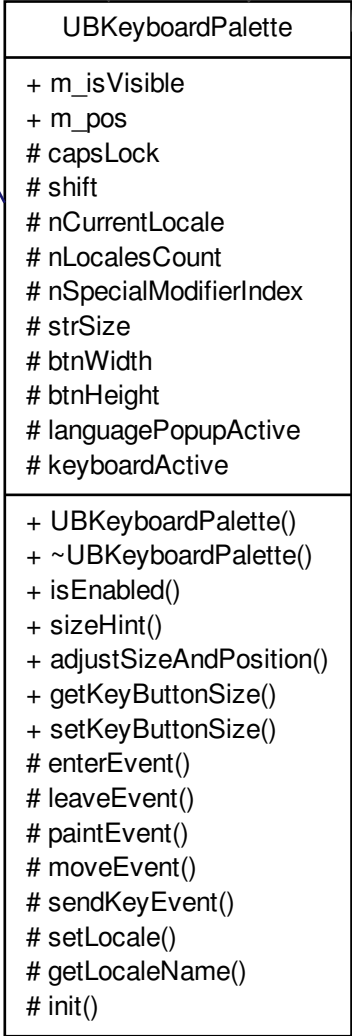 UBKeyboardPalette
+ m_isVisible
+ m_pos
# capsLock
# shift
# nCurrentLocale
# nLocalesCount
# nSpecialModifierIndex
# strSize
# btnWidth
# btnHeight
# languagePopupActive
# keyboardActive
+ UBKeyboardPalette()
+ ~UBKeyboardPalette()
+ isEnabled()
+ sizeHint()
+ adjustSizeAndPosition()
+ getKeyButtonSize()
+ setKeyButtonSize()
# enterEvent()
# leaveEvent()
# paintEvent()
# moveEvent()
# sendKeyEvent()
# setLocale()
# getLocaleName()
# init()